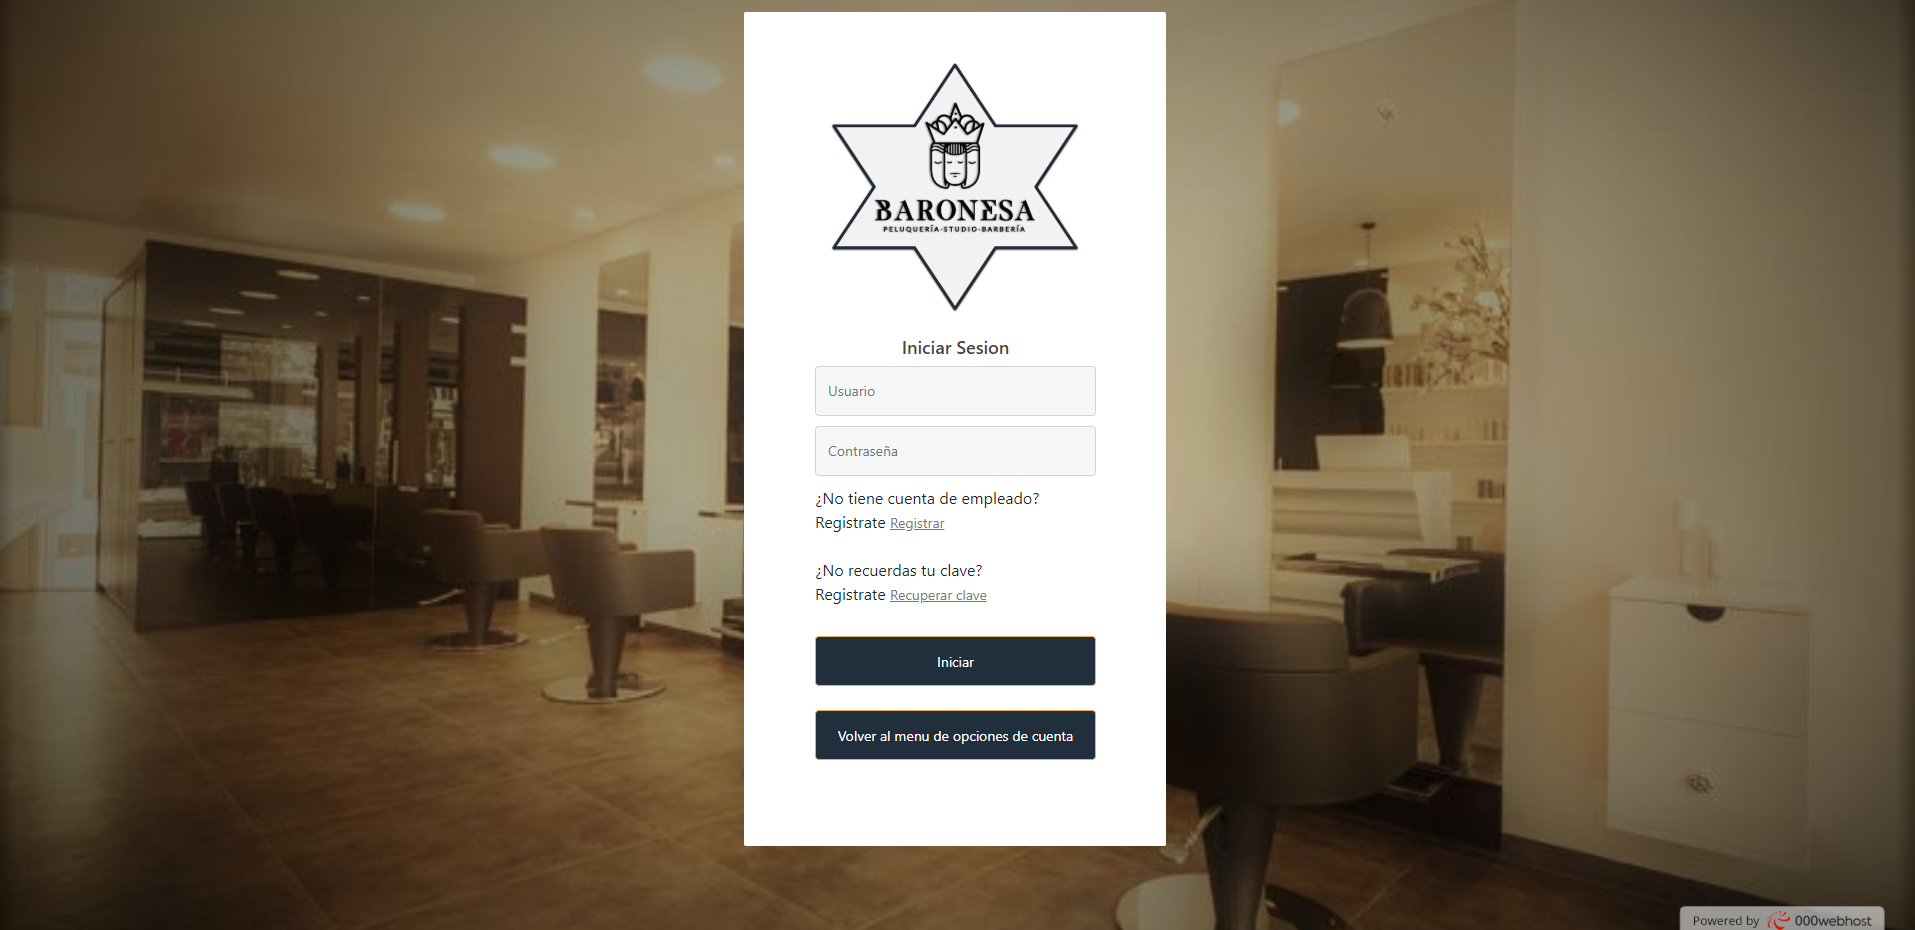 BARONESA
PELUQUERÍA·STUDIO·BARBERÍA
Iniciar Sesion
Usuario
Contraseña
¿No tiene cuenta de empleado?
Registrate Registrar
¿No recuerdas tu clave?
Registrate Recuperar clave
Iniciar
Volver al menu de opciones de cuenta
Powered by 000webhost